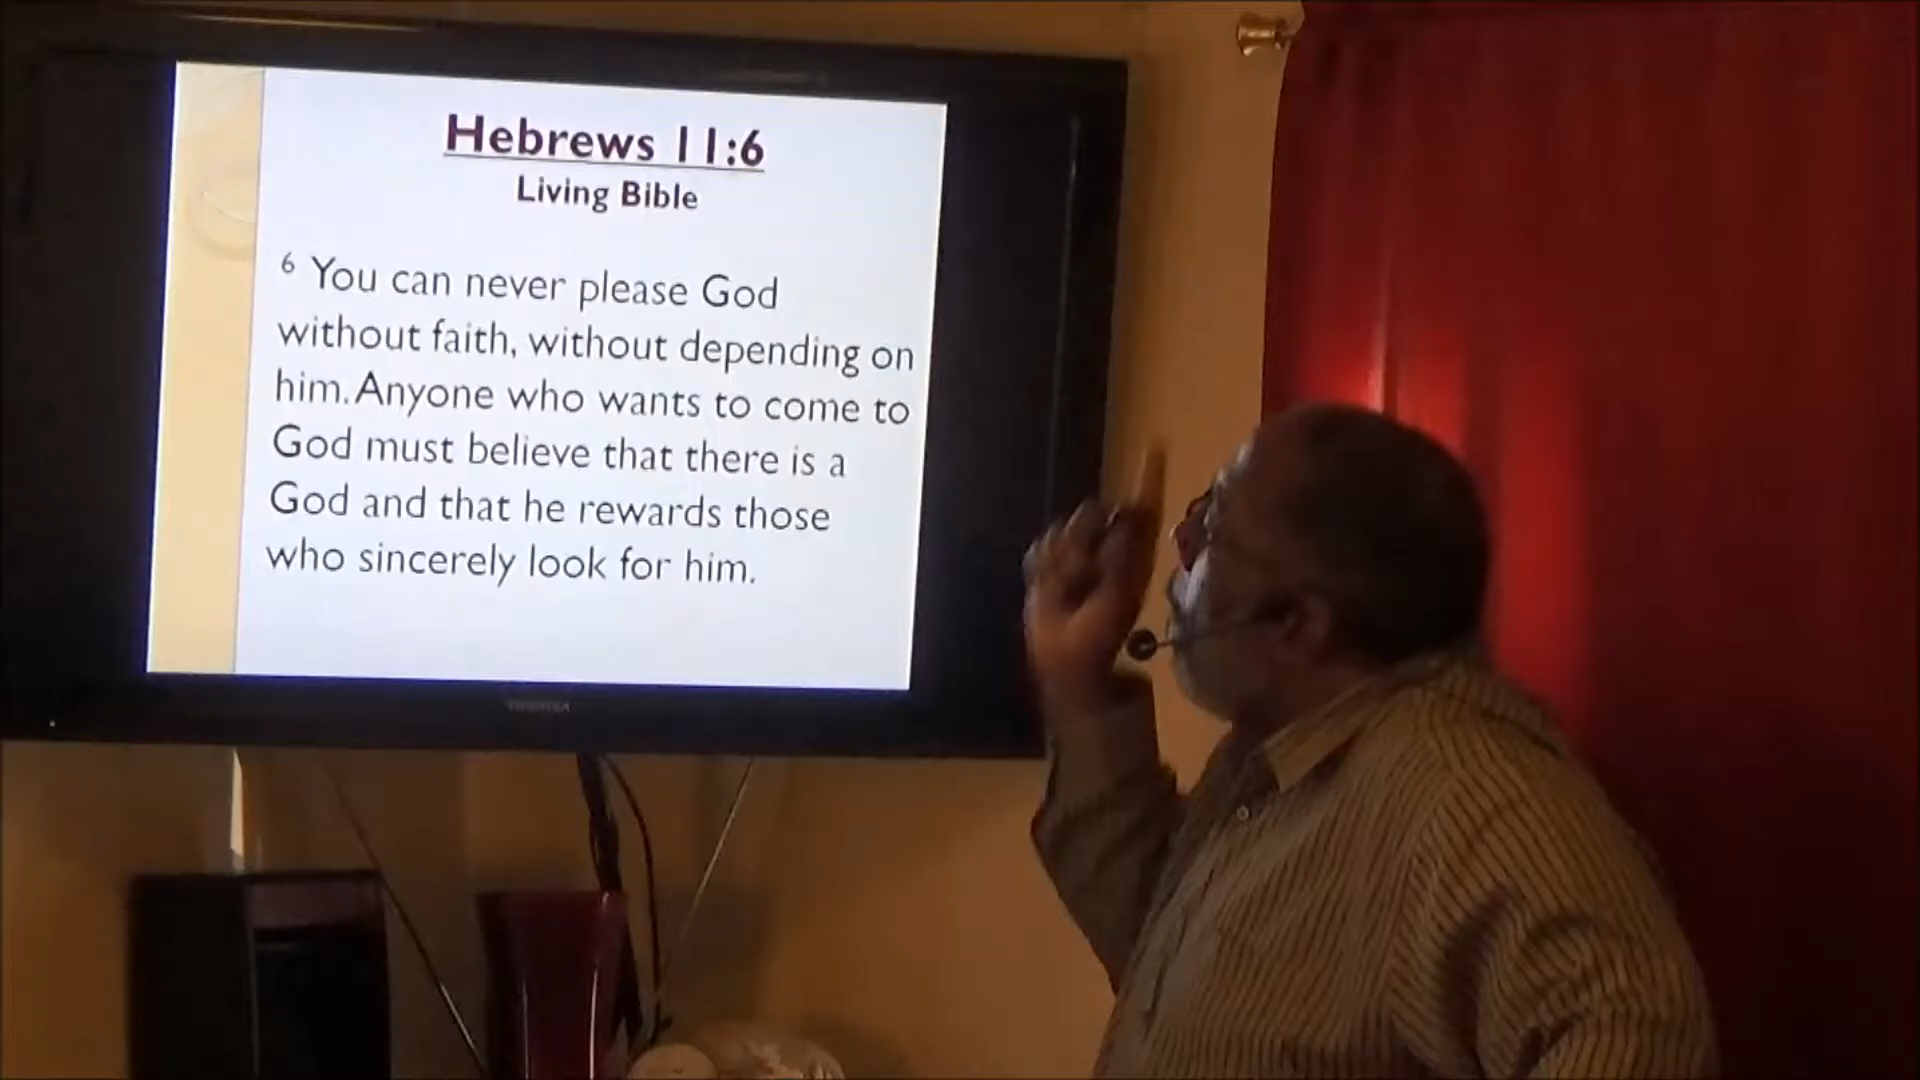 Hebrews 11:6
Living Bible
6 You can never please God
without faith, without depending on
him. Anyone who wants to come to
God must believe that there is a
God and that he rewards those
who sincerely look for him.
TOSHIBA